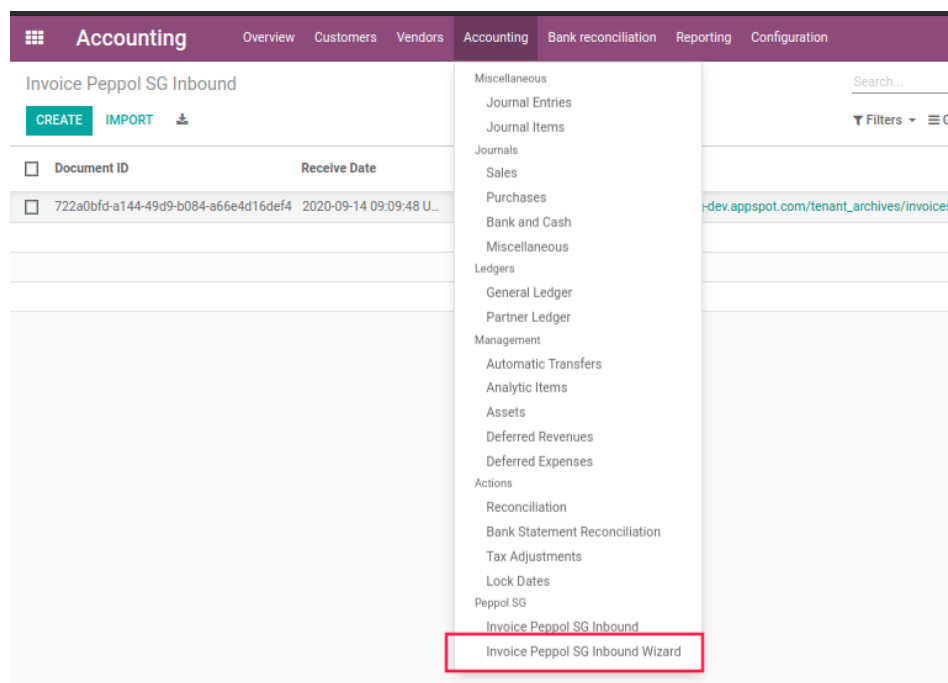 Accounting Overview Customers Vendors Accounting Bank reconciliation Reporting Configuration
Invoice Peppol SG Inbound
Search...
CREATE IMPORT
Filters
Document ID Receive Date
722a0bfd-a144-49d9-b084-a66e4d16def4 2020-09-14 09:09:48 U...
-dev.appspot.com/tenant_archives/invoices
Miscellaneous
Journal Entries
Journal Items
Journals
Sales
Purchases
Bank and Cash
Miscellaneous
Ledgers
General Ledger
Partner Ledger
Management
Automatic Transfers
Analytic Items
Assets
Deferred Revenues
Deferred Expenses
Actions
Reconciliation
Bank Statement Reconciliation
Tax Adjustments
Lock Dates
Peppol SG
Invoice Peppol SG Inbound
Invoice Peppol SG Inbound Wizard